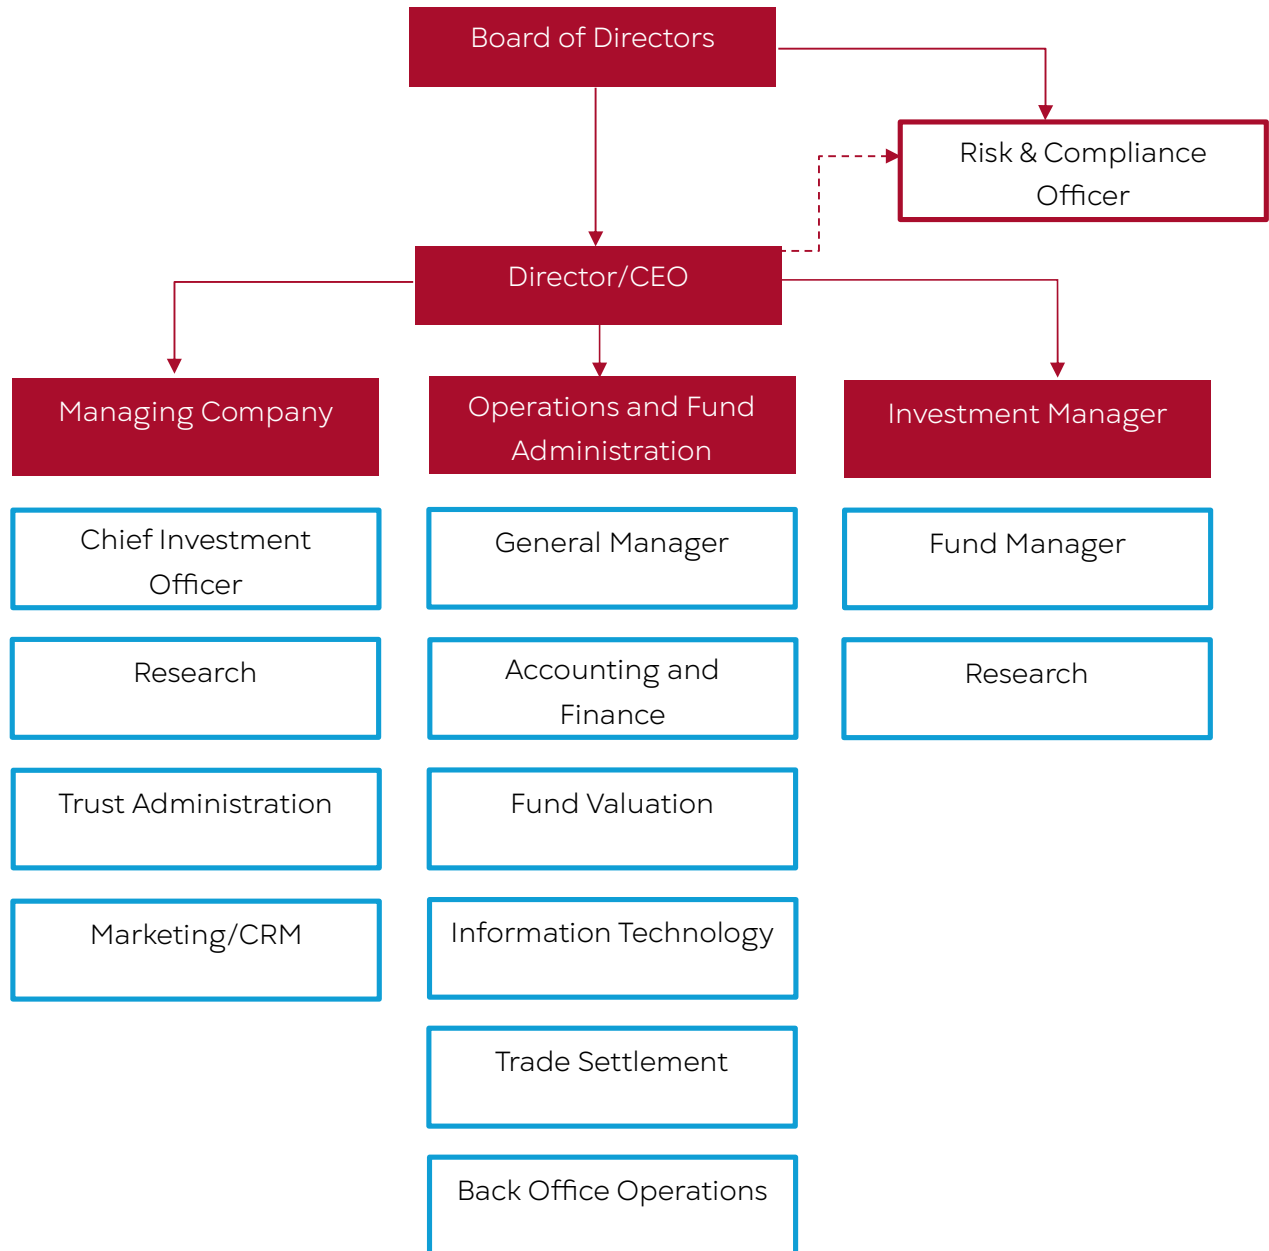 Board of Directors
Risk & Compliance
Officer
Director/CEO
Managing Company
Operations and Fund
Administration
Investment Manager
Chief Investment
Officer
General Manager
Fund Manager
Research
Accounting and
Finance
Research
Trust Administration
Fund Valuation
Marketing/CRM
Information Technology
Trade Settlement
Back Office Operations